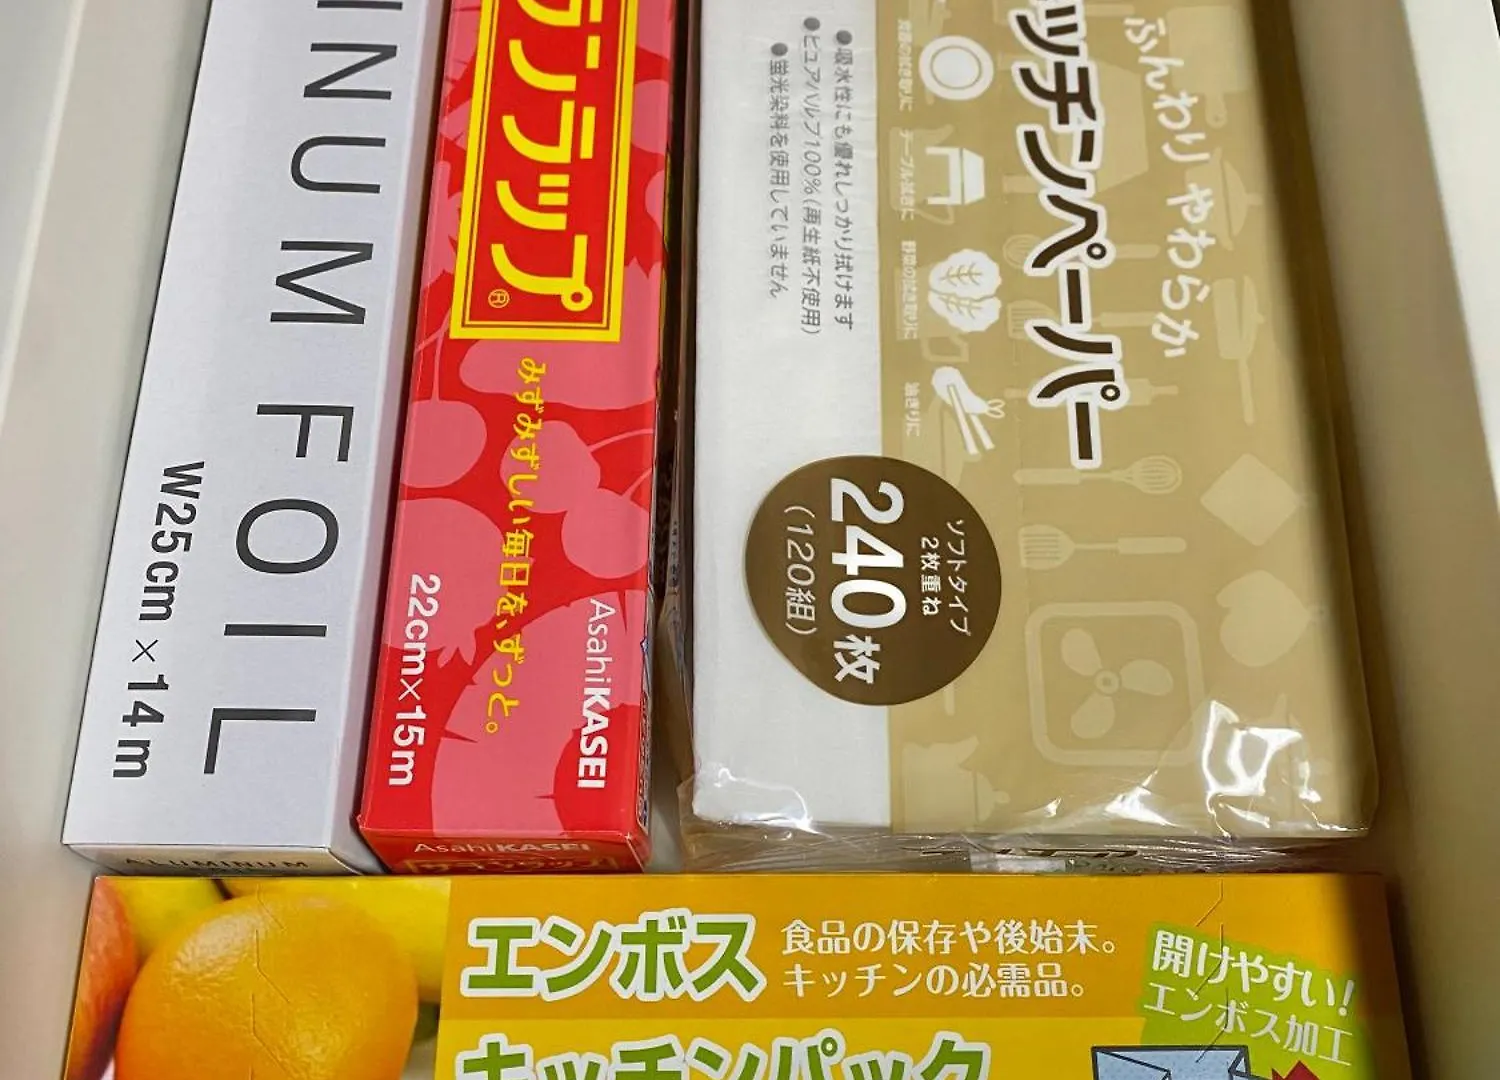 INUM FOIL
W25cm×14m
ALUMINUM
ランラップ®
みずみずしい毎日を、ずっと。
22cm×15m
AsahiKASEI
AsahiKASEI
ふんわり やわらか
ッチンペーパー
テーブル拭きに
野菜の拭き取りに
油きりに
●吸水性にも優れしっかり拭けます
●ピュアパルプ100%(再生紙不使用)
●蛍光染料を使用していません
ソフトタイプ
2枚重ね
240枚
(120組)
エンボス
食品の保存や後始末。
キッチンの必需品。
開けやすい!
エンボス加工
キッチンパック